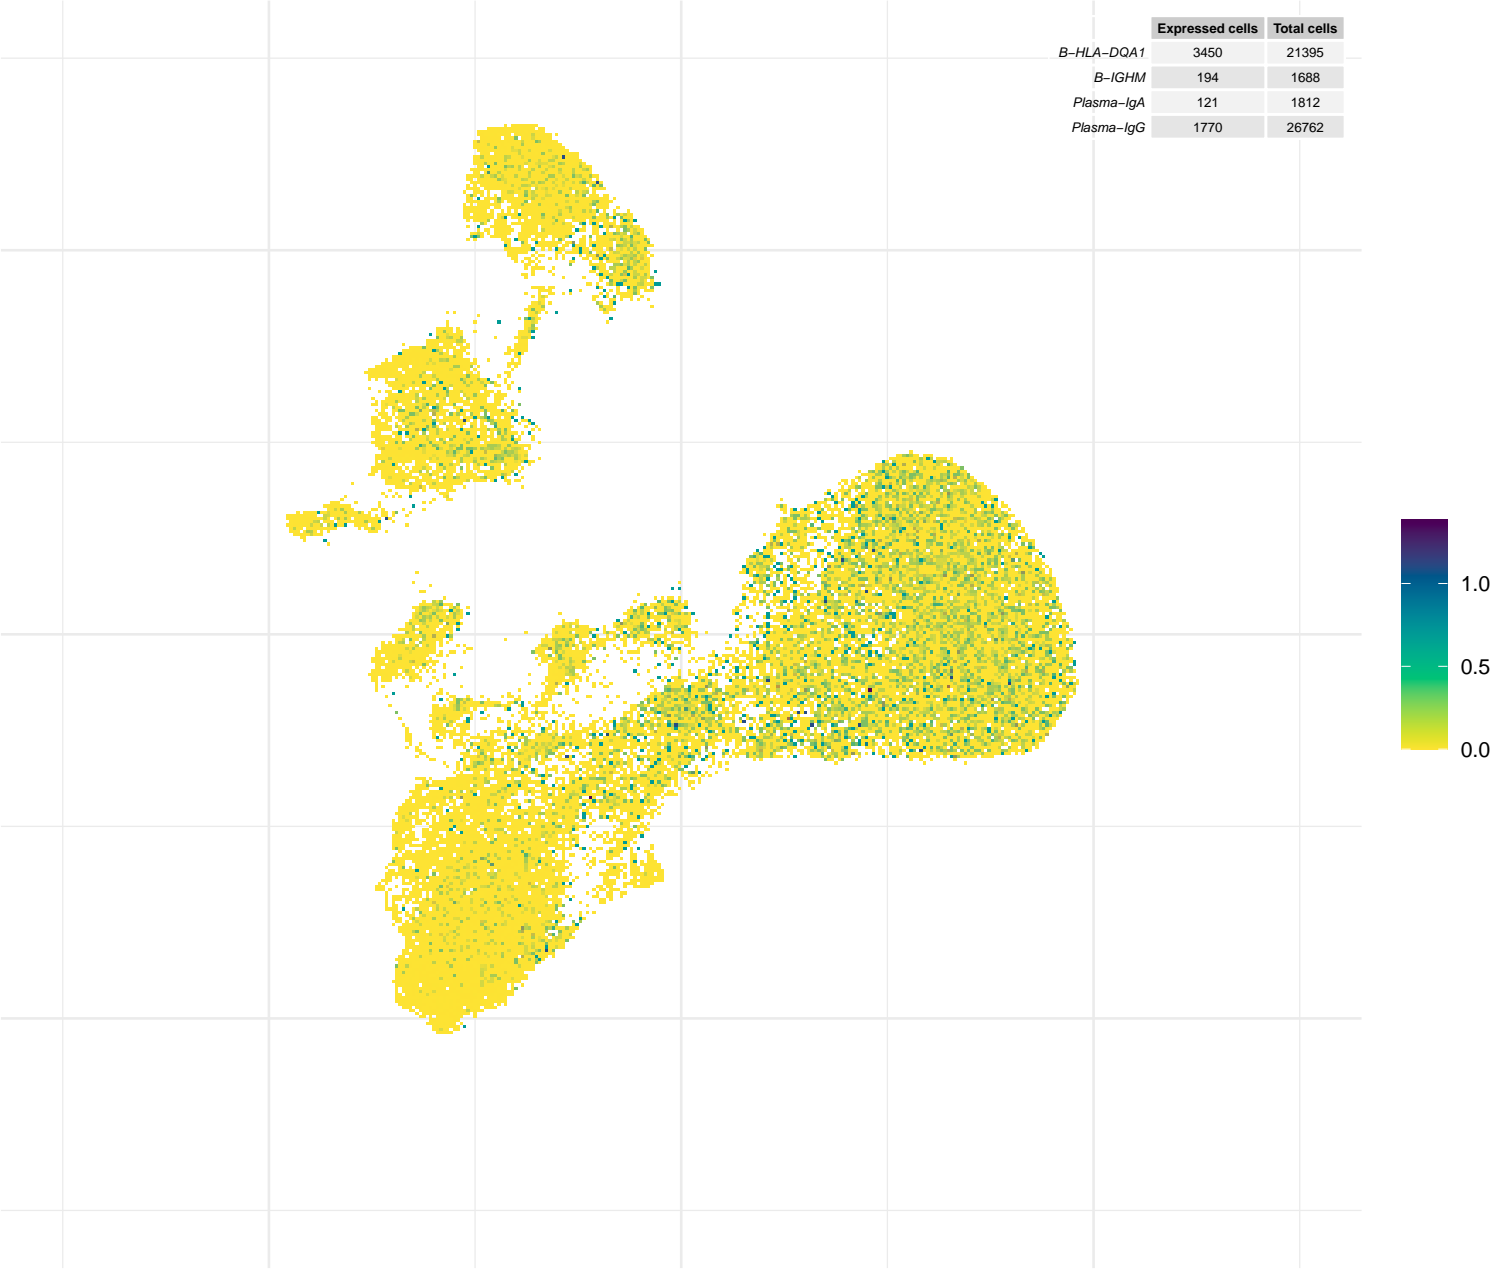 Expressed cells Total cells
B−HLA−DQA1 3450 21395
B−IGHM 194 1688
Plasma−IgA 121 1812
Plasma−IgG 1770 26762
1.0
0.5
0.0